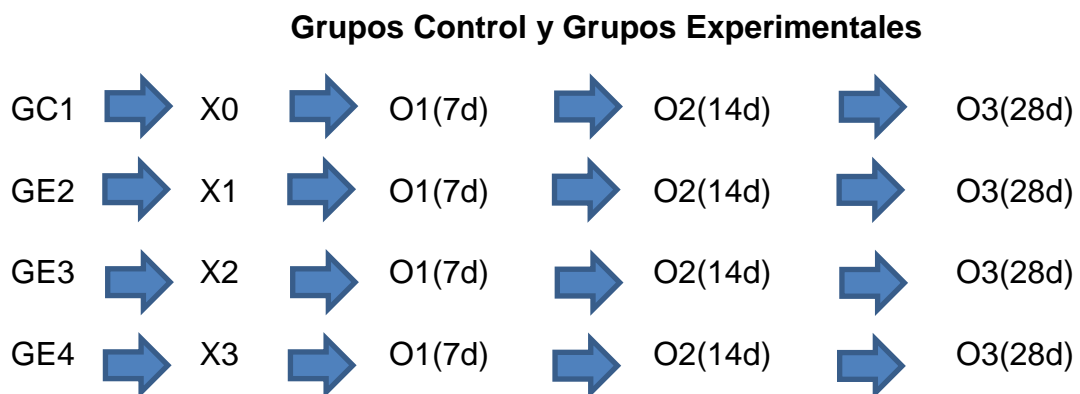 Grupos Control y Grupos Experimentales
GC1 X0 O1(7d) O2(14d) O3(28d)
GE2 X1 O1(7d) O2(14d) O3(28d)
GE3 X2 O1(7d) O2(14d) O3(28d)
GE4 X3 O1(7d) O2(14d) O3(28d)